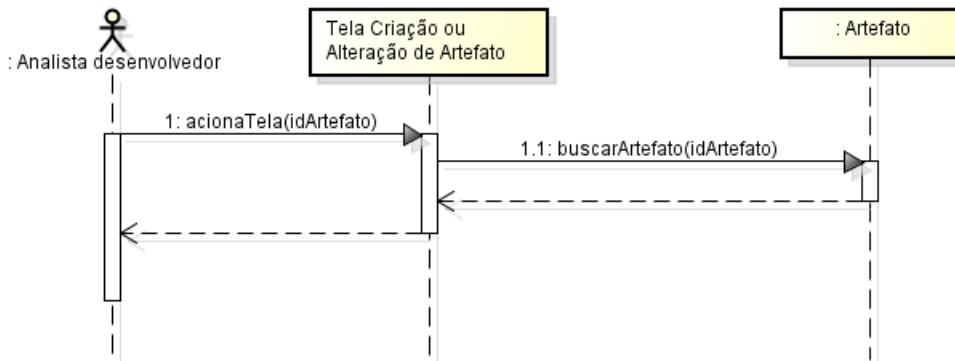 Tela Criação ou
Alteração de Artefato
: Artefato
: Analista desenvolvedor
1: acionaTela(idArtefato)
1.1: buscarArtefato(idArtefato)